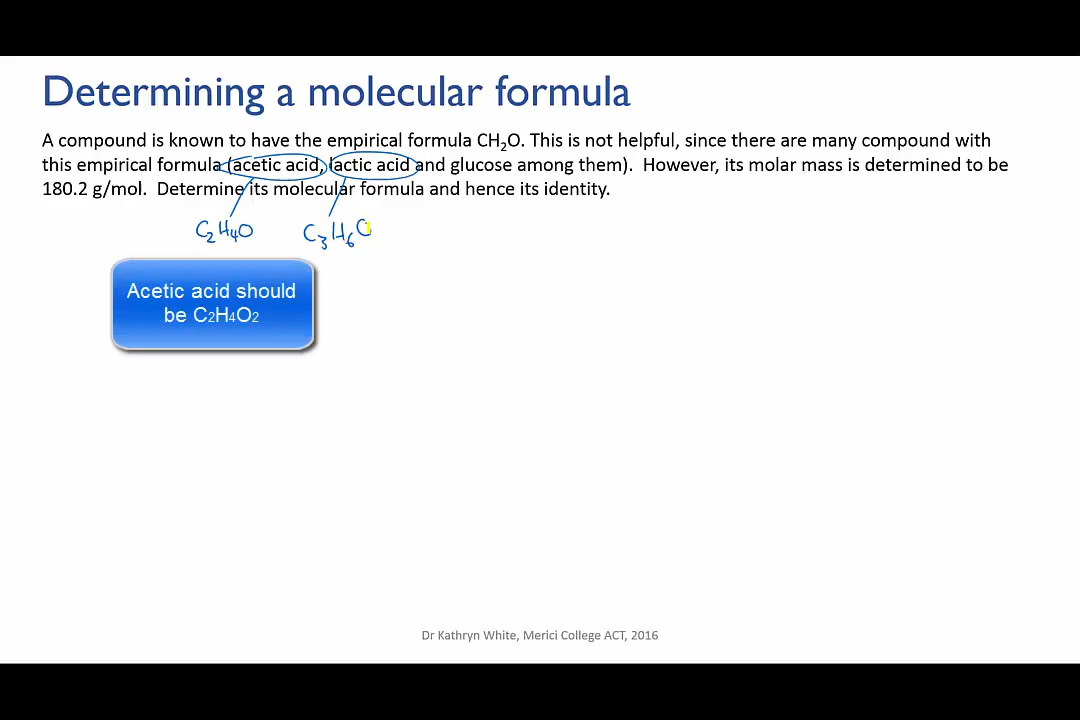 Determining a molecular formula
A compound is known to have the empirical formula CH₂O. This is not helpful, since there are many compound with
this empirical formula (acetic acid, lactic acid and glucose among them). However, its molar mass is determined to be
180.2 g/mol. Determine its molecular formula and hence its identity.
C₂H₄O C₃H₆O
Acetic acid should
be C₂H₄O₂
Dr Kathryn White, Merici College ACT, 2016